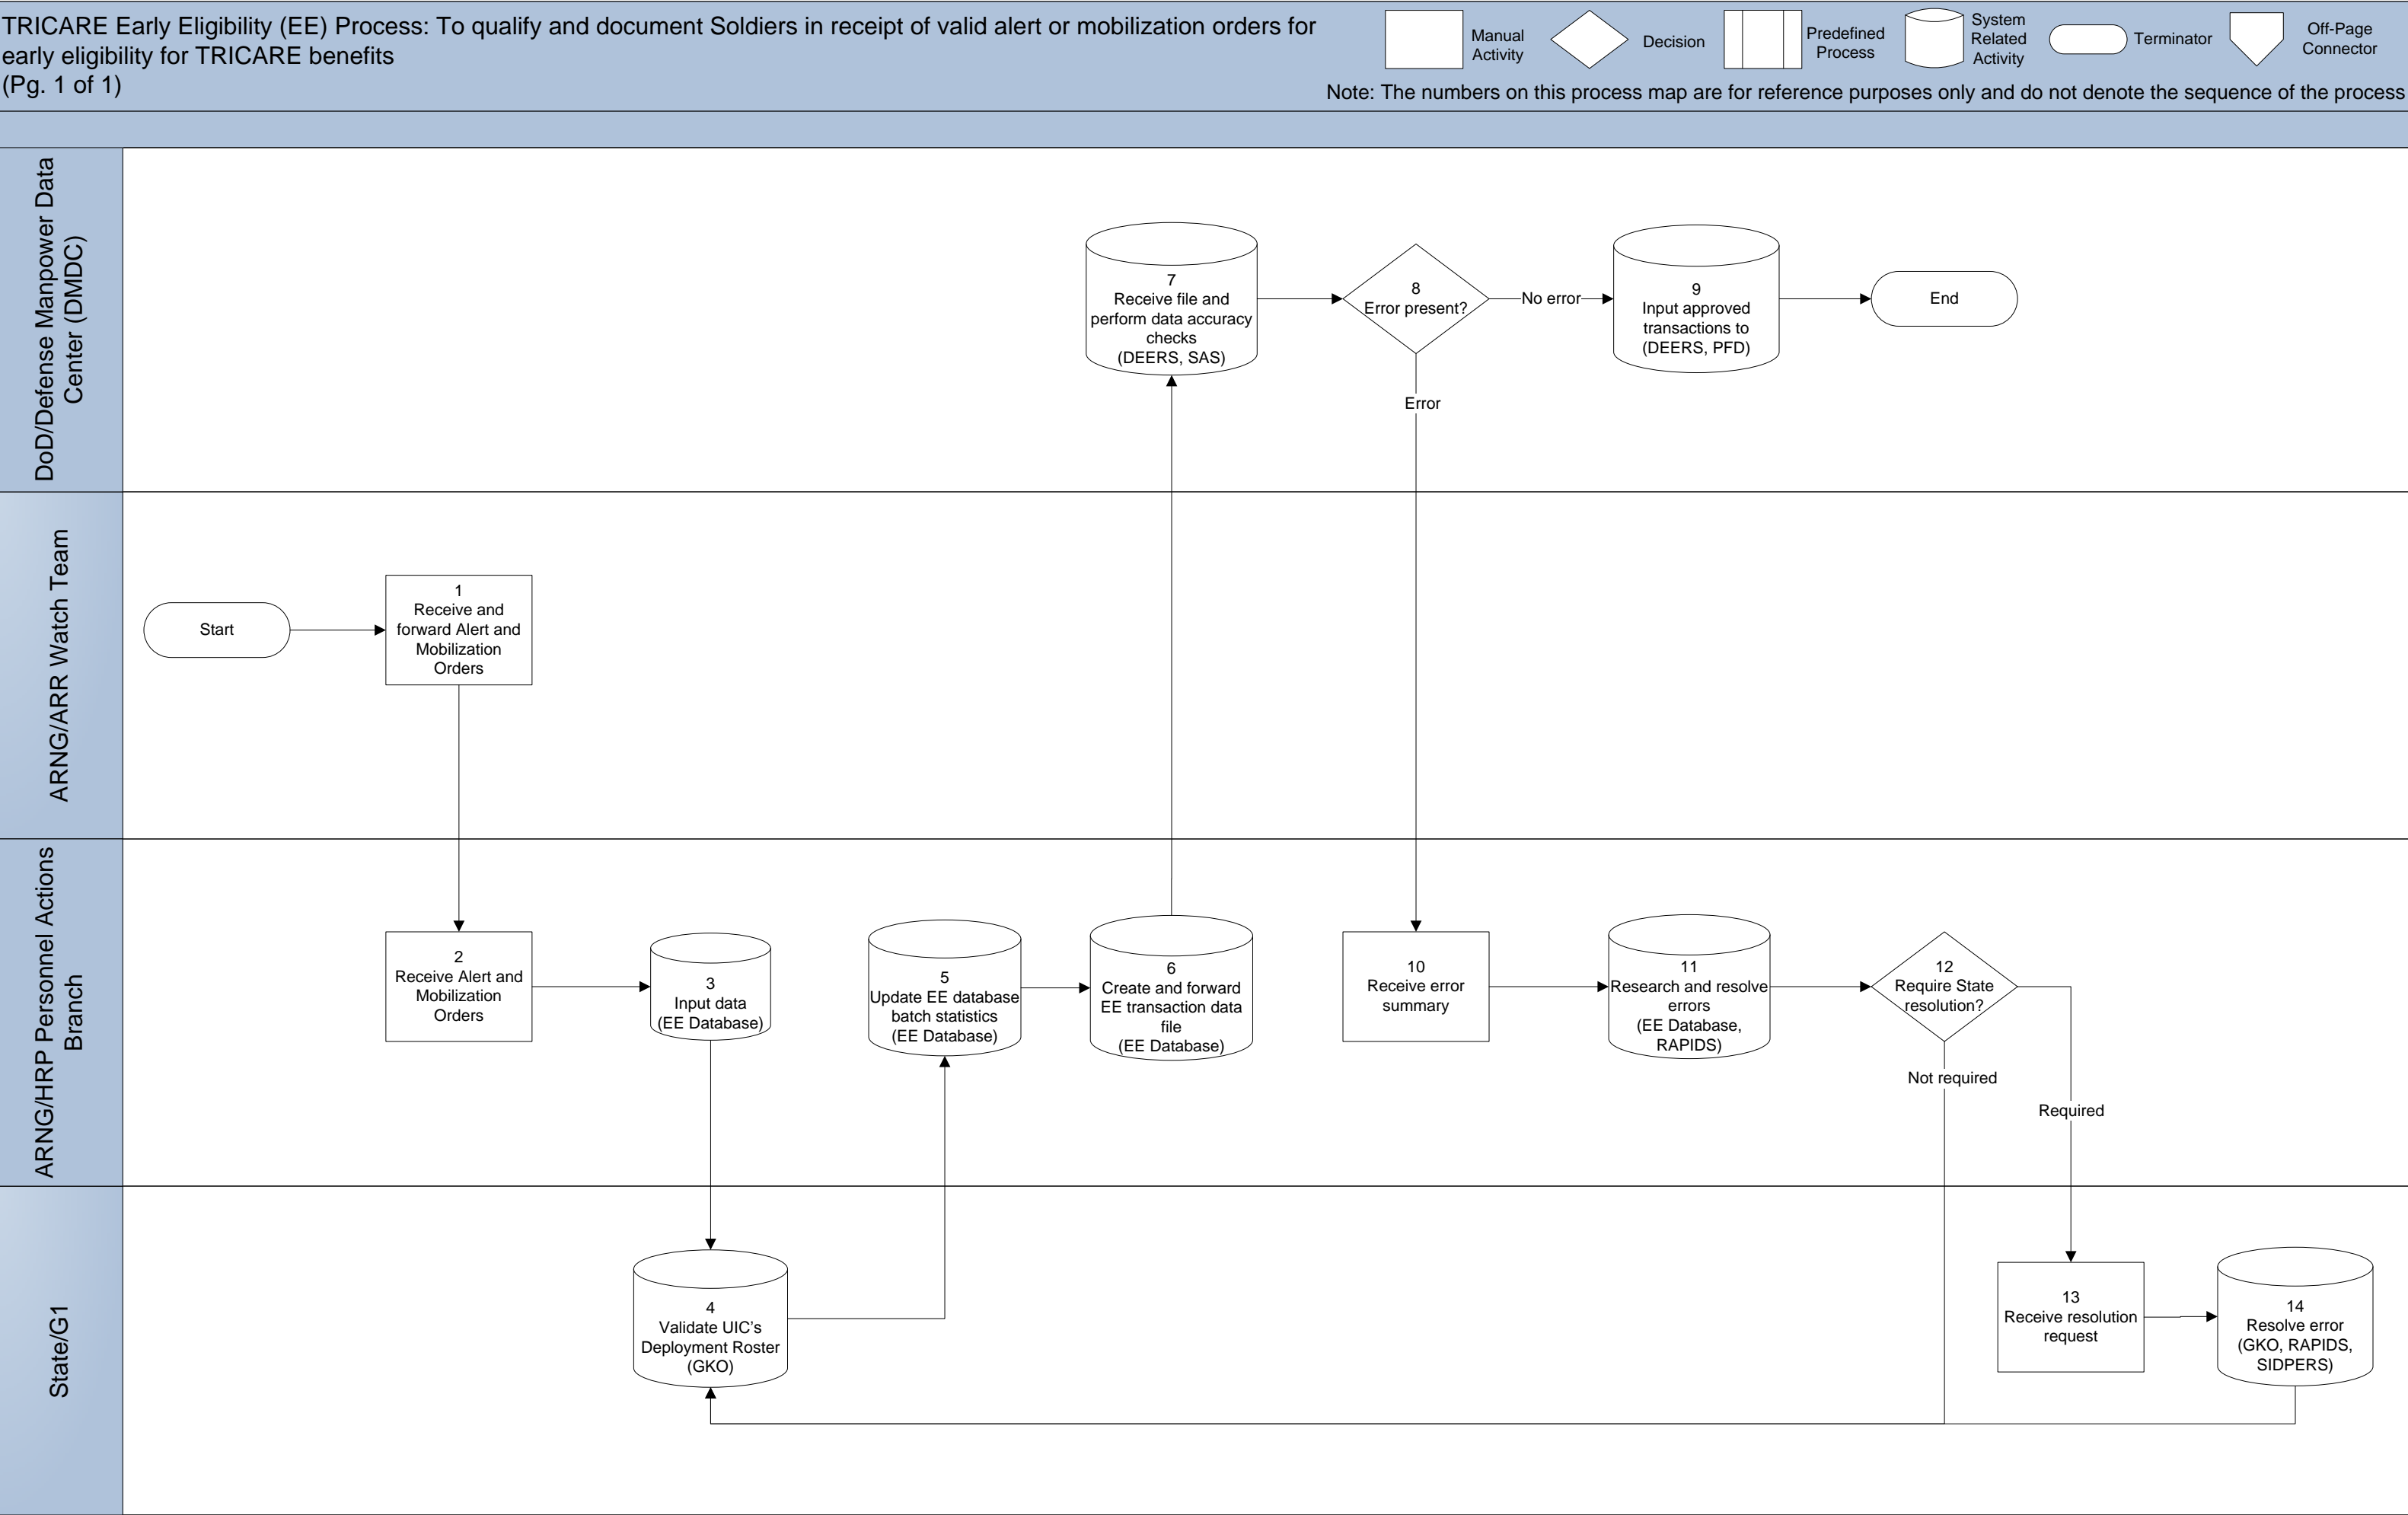 TRICARE Early Eligibility (EE) Process: To qualify and document Soldiers in receipt of valid alert or mobilization orders for
early eligibility for TRICARE benefits
(Pg. 1 of 1)
Manual
Activity
Decision
Predefined
Process
System
Related
Activity
Terminator
Off-Page
Connector
Note: The numbers on this process map are for reference purposes only and do not denote the sequence of the process
DoD/Defense Manpower Data
Center (DMDC)
7
Receive file and
perform data accuracy
checks
(DEERS, SAS)
8
Error present?
No error
Error
9
Input approved
transactions to
(DEERS, PFD)
End
ARNG/ARR Watch Team
Start
1
Receive and
forward Alert and
Mobilization
Orders
ARNG/HRP Personnel Actions
Branch
2
Receive Alert and
Mobilization
Orders
3
Input data
(EE Database)
5
Update EE database
batch statistics
(EE Database)
6
Create and forward
EE transaction data
file
(EE Database)
10
Receive error
summary
11
Research and resolve
errors
(EE Database,
RAPIDS)
12
Require State
resolution?
Not required
Required
State/G1
4
Validate UIC's
Deployment Roster
(GKO)
13
Receive resolution
request
14
Resolve error
(GKO, RAPIDS,
SIDPERS)